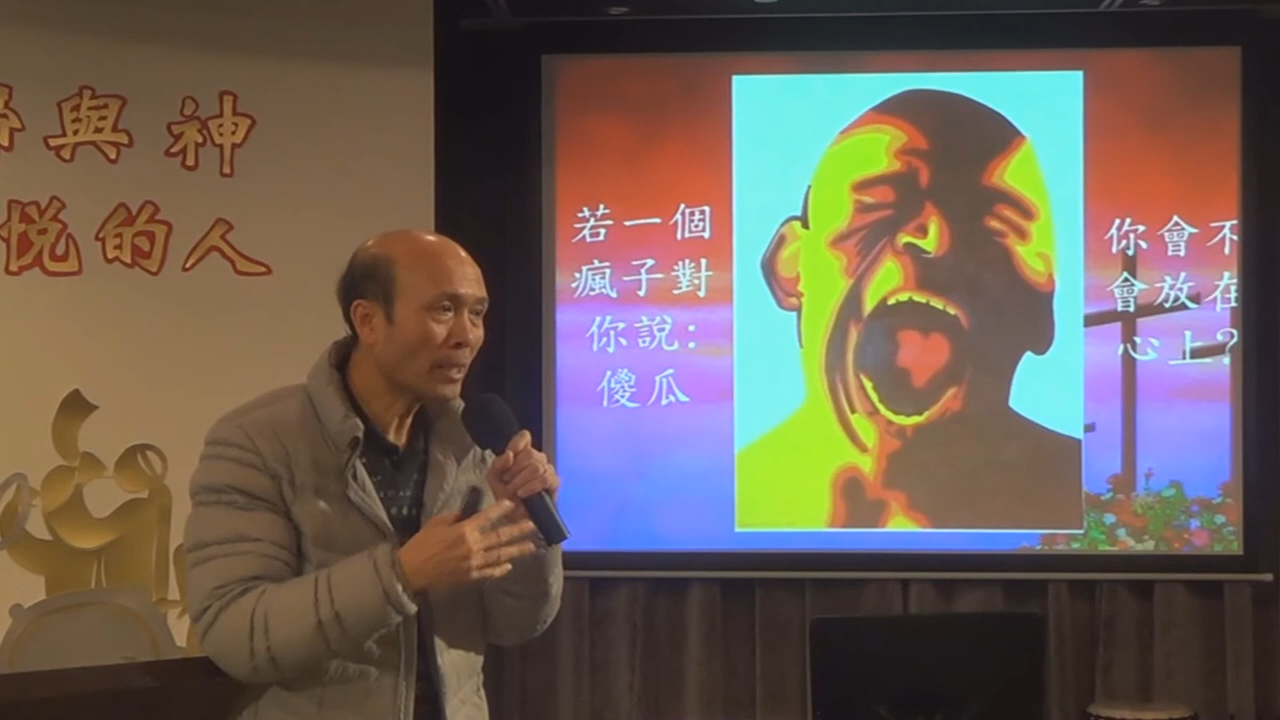 與神
悅的人
若一個
瘋子對
你說:
傻瓜
你會不
會放在
心上?